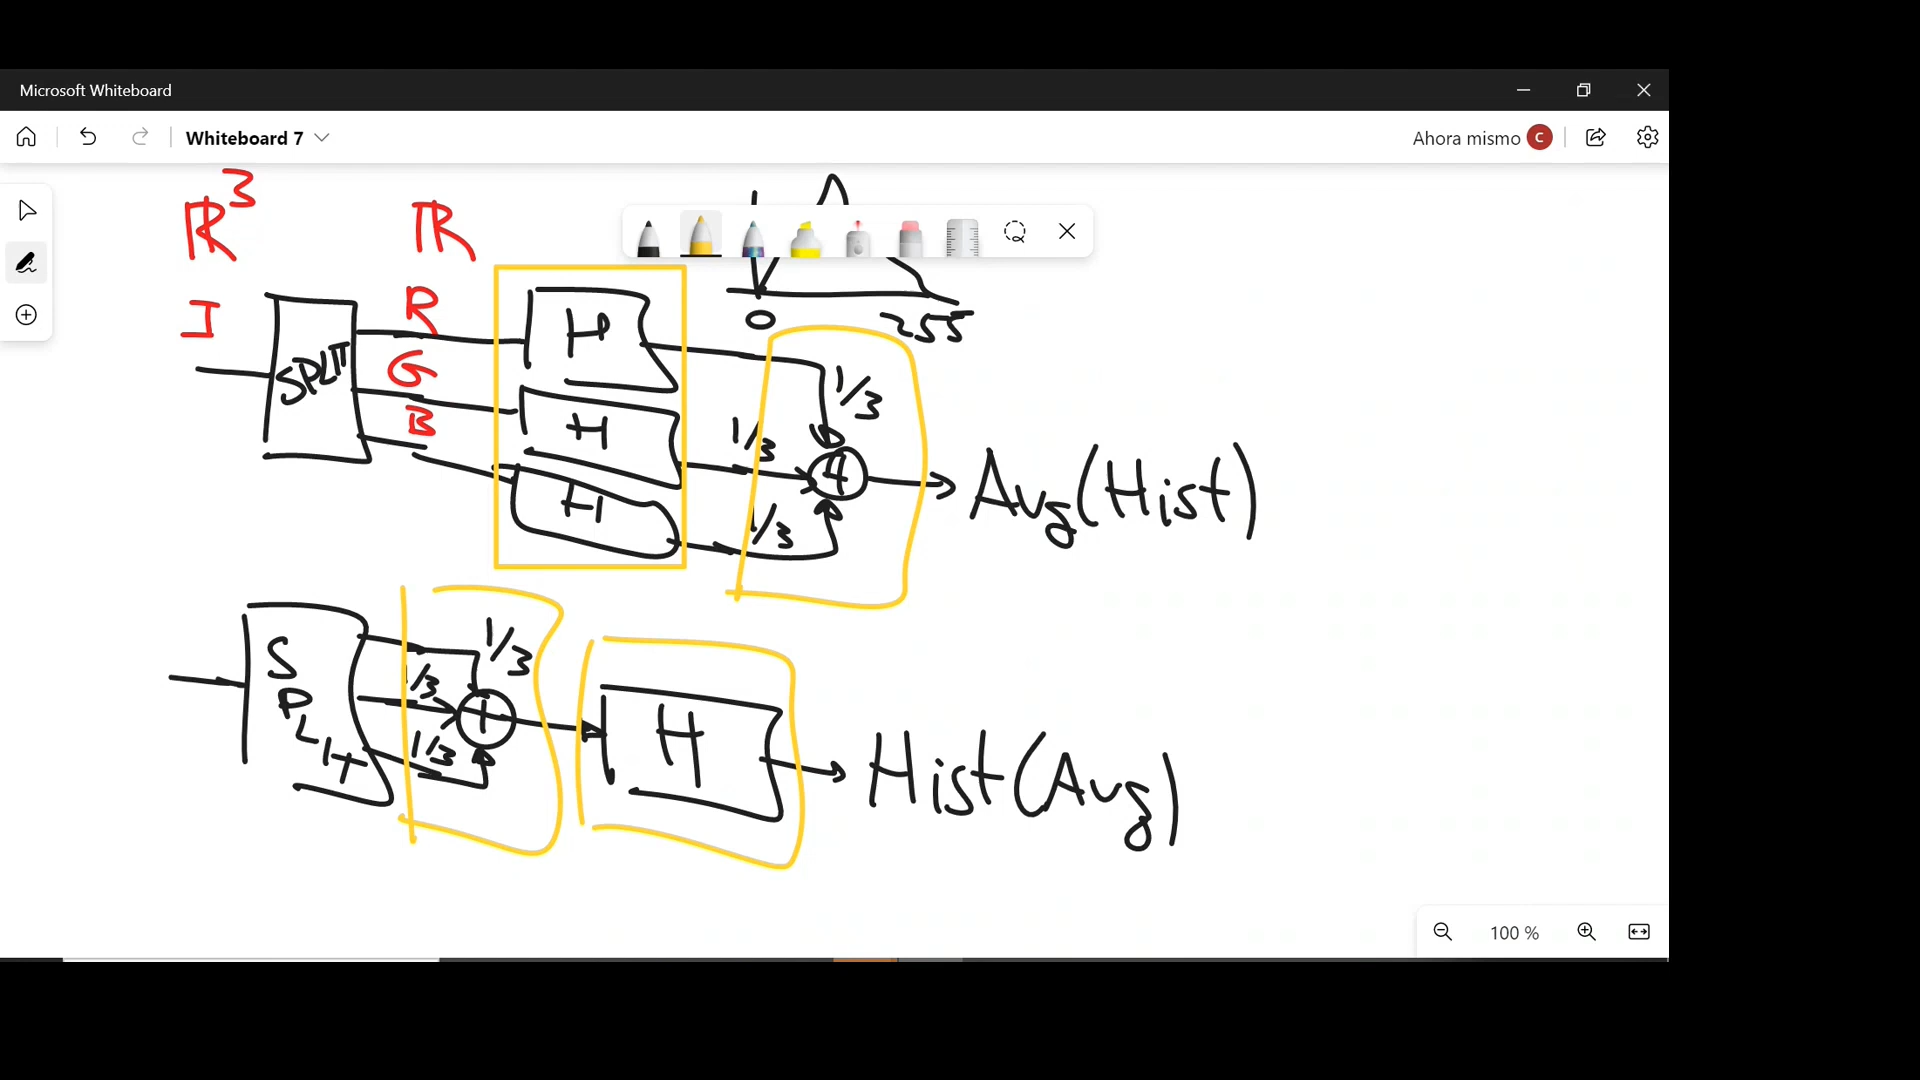 Microsoft Whiteboard
Whiteboard 7
Ahora mismo C
ℝ³ ℝ
I
SPLIT
R
G
B
H
H
H
0 255
1/3
1/3
1/3
+
Avg(Hist)
SPLIt
1/3
1/3
1/3
+
H
Hist(Avg)
100 %